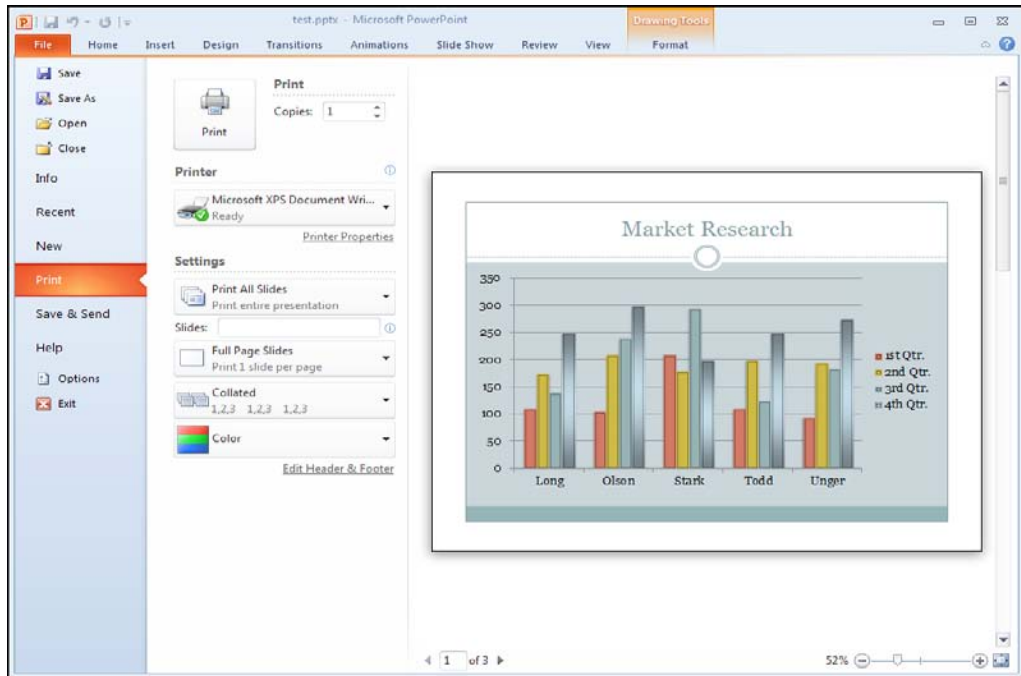 test.pptx - Microsoft PowerPoint
Drawing Tools
File Home Insert Design Transitions Animations Slide Show Review View Format
Save
Save As
Open
Close
Info
Recent
New
Print
Save & Send
Help
Options
Exit
Print
Print
Copies: 1
Printer
Microsoft XPS Document Wri...
Ready
Printer Properties
Settings
Print All Slides
Print entire presentation
Slides:
Full Page Slides
Print 1 slide per page
Collated
1,2,3 1,2,3 1,2,3
Color
Edit Header & Footer
Market Research
350
300
250
200
150
100
50
0
Long Olson Stark Todd Unger
1st Qtr.
2nd Qtr.
3rd Qtr.
4th Qtr.
1 of 3
52%